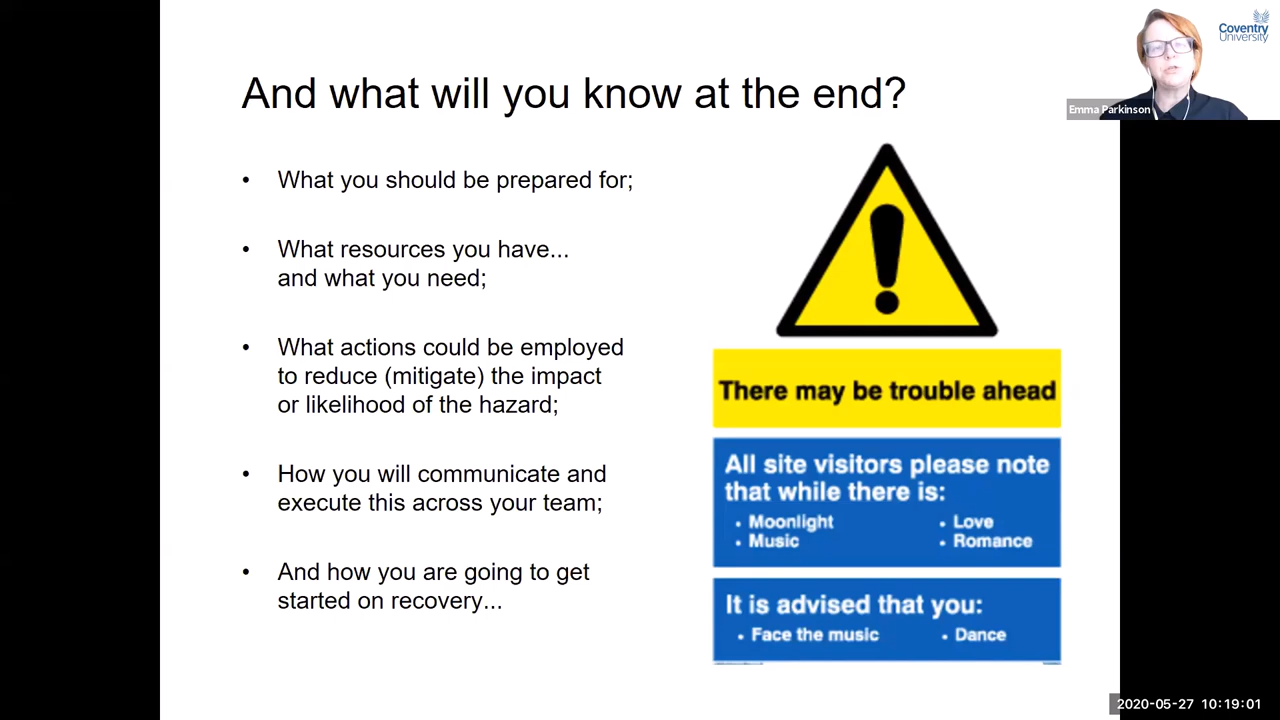 Coventry
University
Emma Parkinson
And what will you know at the end?
• What you should be prepared for;
• What resources you have...
and what you need;
• What actions could be employed
to reduce (mitigate) the impact
or likelihood of the hazard;
• How you will communicate and
execute this across your team;
• And how you are going to get
started on recovery...
There may be trouble ahead
All site visitors please note
that while there is:
• Moonlight • Love
• Music • Romance
It is advised that you:
• Face the music • Dance
2020-05-27 10:19:01